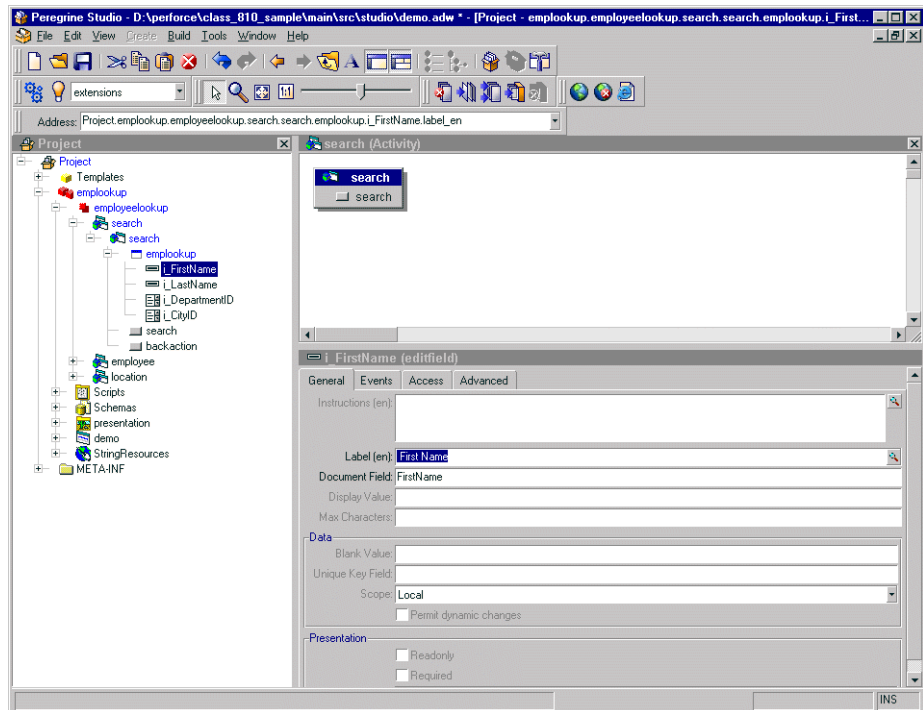 Peregrine Studio - D:\perforce\class_810_sample\main\src\studio\demo.adw * - [Project - emplookup.employeelookup.search.search.emplookup.i_First...
File Edit View Create Build Tools Window Help
A
extensions
1:1
Address: Project.emplookup.employeelookup.search.search.emplookup.i_FirstName.label_en
Project
Project
Templates
emplookup
employeelookup
search
search
emplookup
i_FirstName
i_LastName
i_DepartmentID
i_CityID
search
backaction
employee
location
Scripts
Schemas
presentation
demo
StringResources
META-INF
search (Activity)
search
search
i_FirstName (editfield)
General Events Access Advanced
Instructions (en):
Label (en): First Name
Document Field: FirstName
Display Value:
Max Characters:
Data
Blank Value:
Unique Key Field:
Scope: Local
Permit dynamic changes
Presentation
Readonly
Required
INS